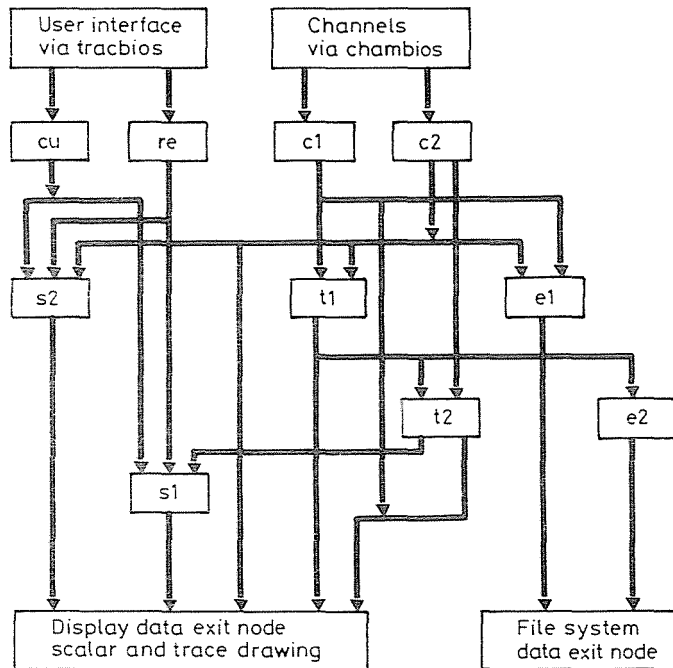 User interface
via tracbios
Channels
via chambios
cu
re
c1
c2
s2
t1
e1
t2
e2
s1
Display data exit node
scalar and trace drawing
File system
data exit node